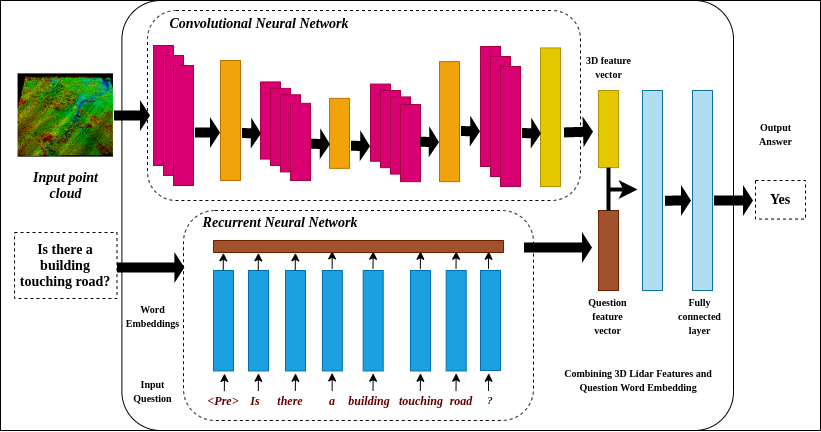 Convolutional Neural Network
Input point
cloud
3D feature
vector
Output
Answer
Yes
Is there a
building
touching road?
Recurrent Neural Network
Word
Embeddings
Input
Question
<Pre> Is there a building touching road ?
Question
feature
vector
Fully
connected
layer
Combining 3D Lidar Features and
Question Word Embedding